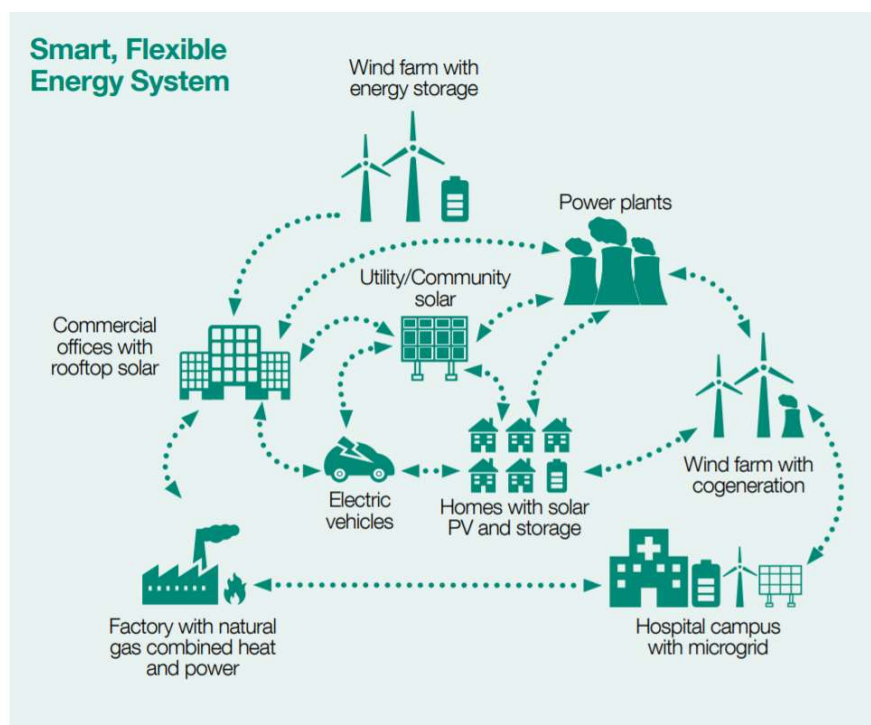 Smart, Flexible
Energy System
Wind farm with
energy storage
Power plants
Utility/Community
solar
Commercial
offices with
rooftop solar
Electric
vehicles
Homes with solar
PV and storage
Wind farm with
cogeneration
Factory with natural
gas combined heat
and power
Hospital campus
with microgrid